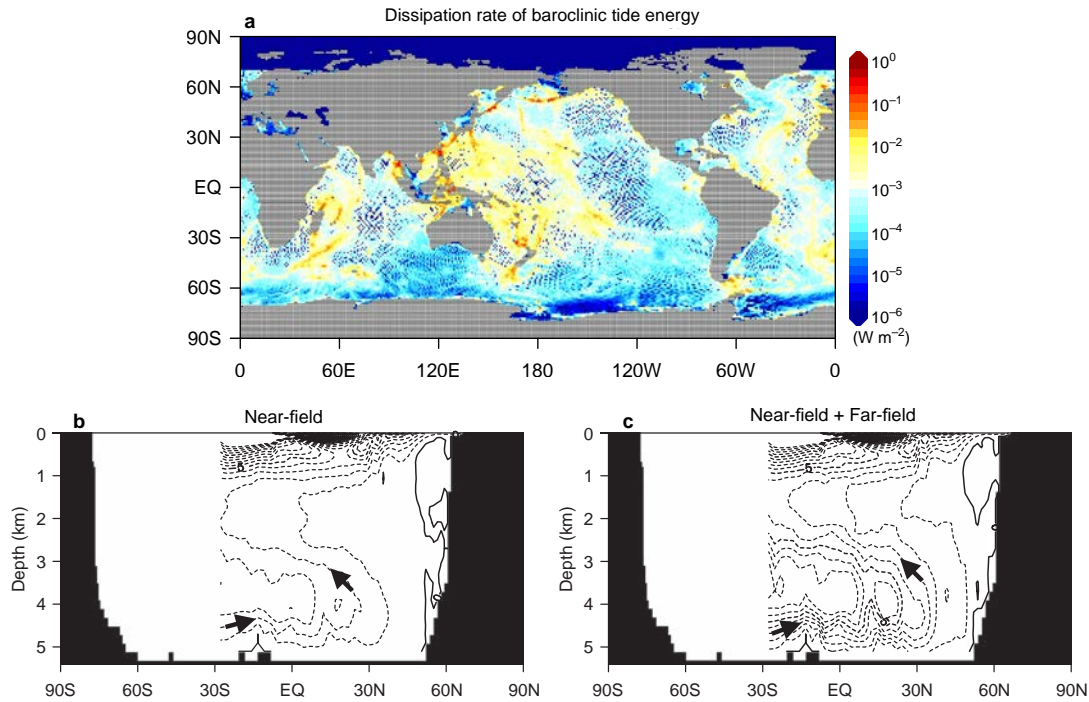 Dissipation rate of baroclinic tide energy
a
90N
60N
30N
EQ
30S
60S
90S
0 60E 120E 180 120W 60W 0
10⁰
10⁻¹
10⁻²
10⁻³
10⁻⁴
10⁻⁵
10⁻⁶
(W m⁻²)
b Near-field
Depth (km)
0
1
2
3
4
5
90S 60S 30S EQ 30N 60N 90N
c Near-field + Far-field
Depth (km)
0
1
2
3
4
5
90S 60S 30S EQ 30N 60N 90N